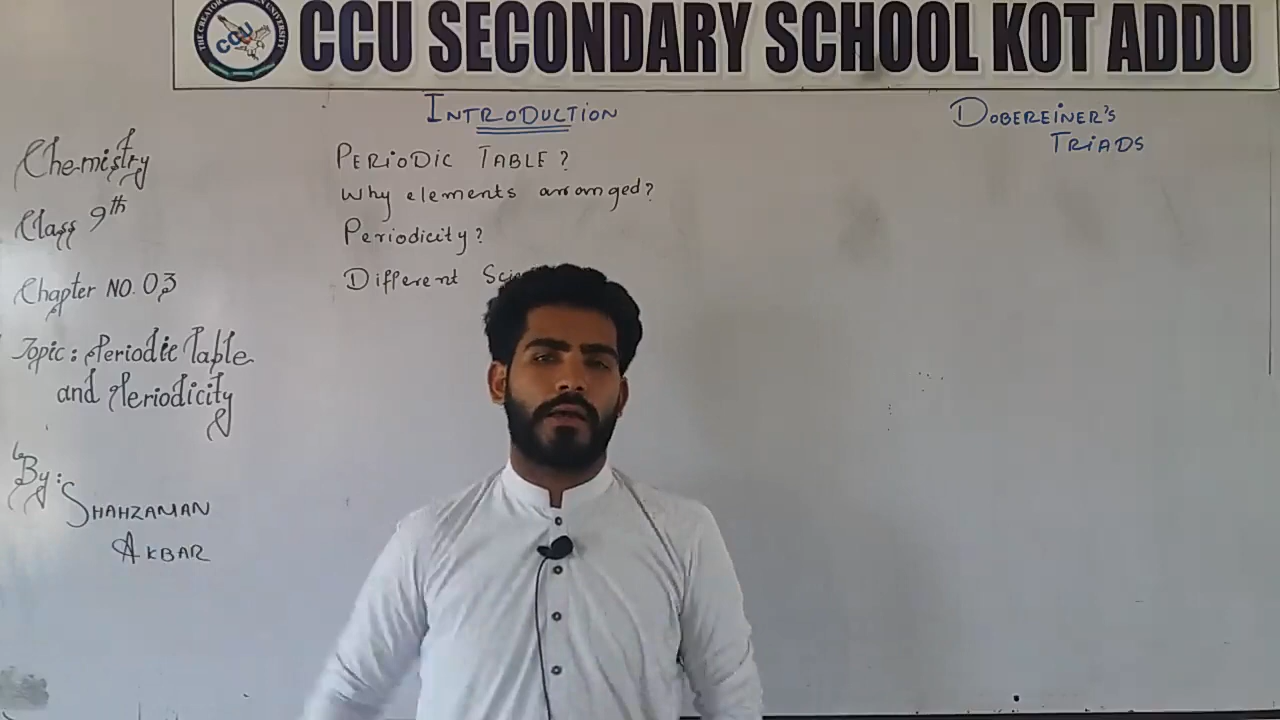 CCU SECONDARY SCHOOL KOT ADDU
CCU
Chemistry
Class 9th
Chapter NO. 03
Topic: Periodic Table
and Periodicity
By:
SHAHZAMAN
AKBAR
INTRODUCTION
PERIODIC TABLE?
Why elements arranged?
Periodicity?
Different
DOBEREINER'S
TRIADS